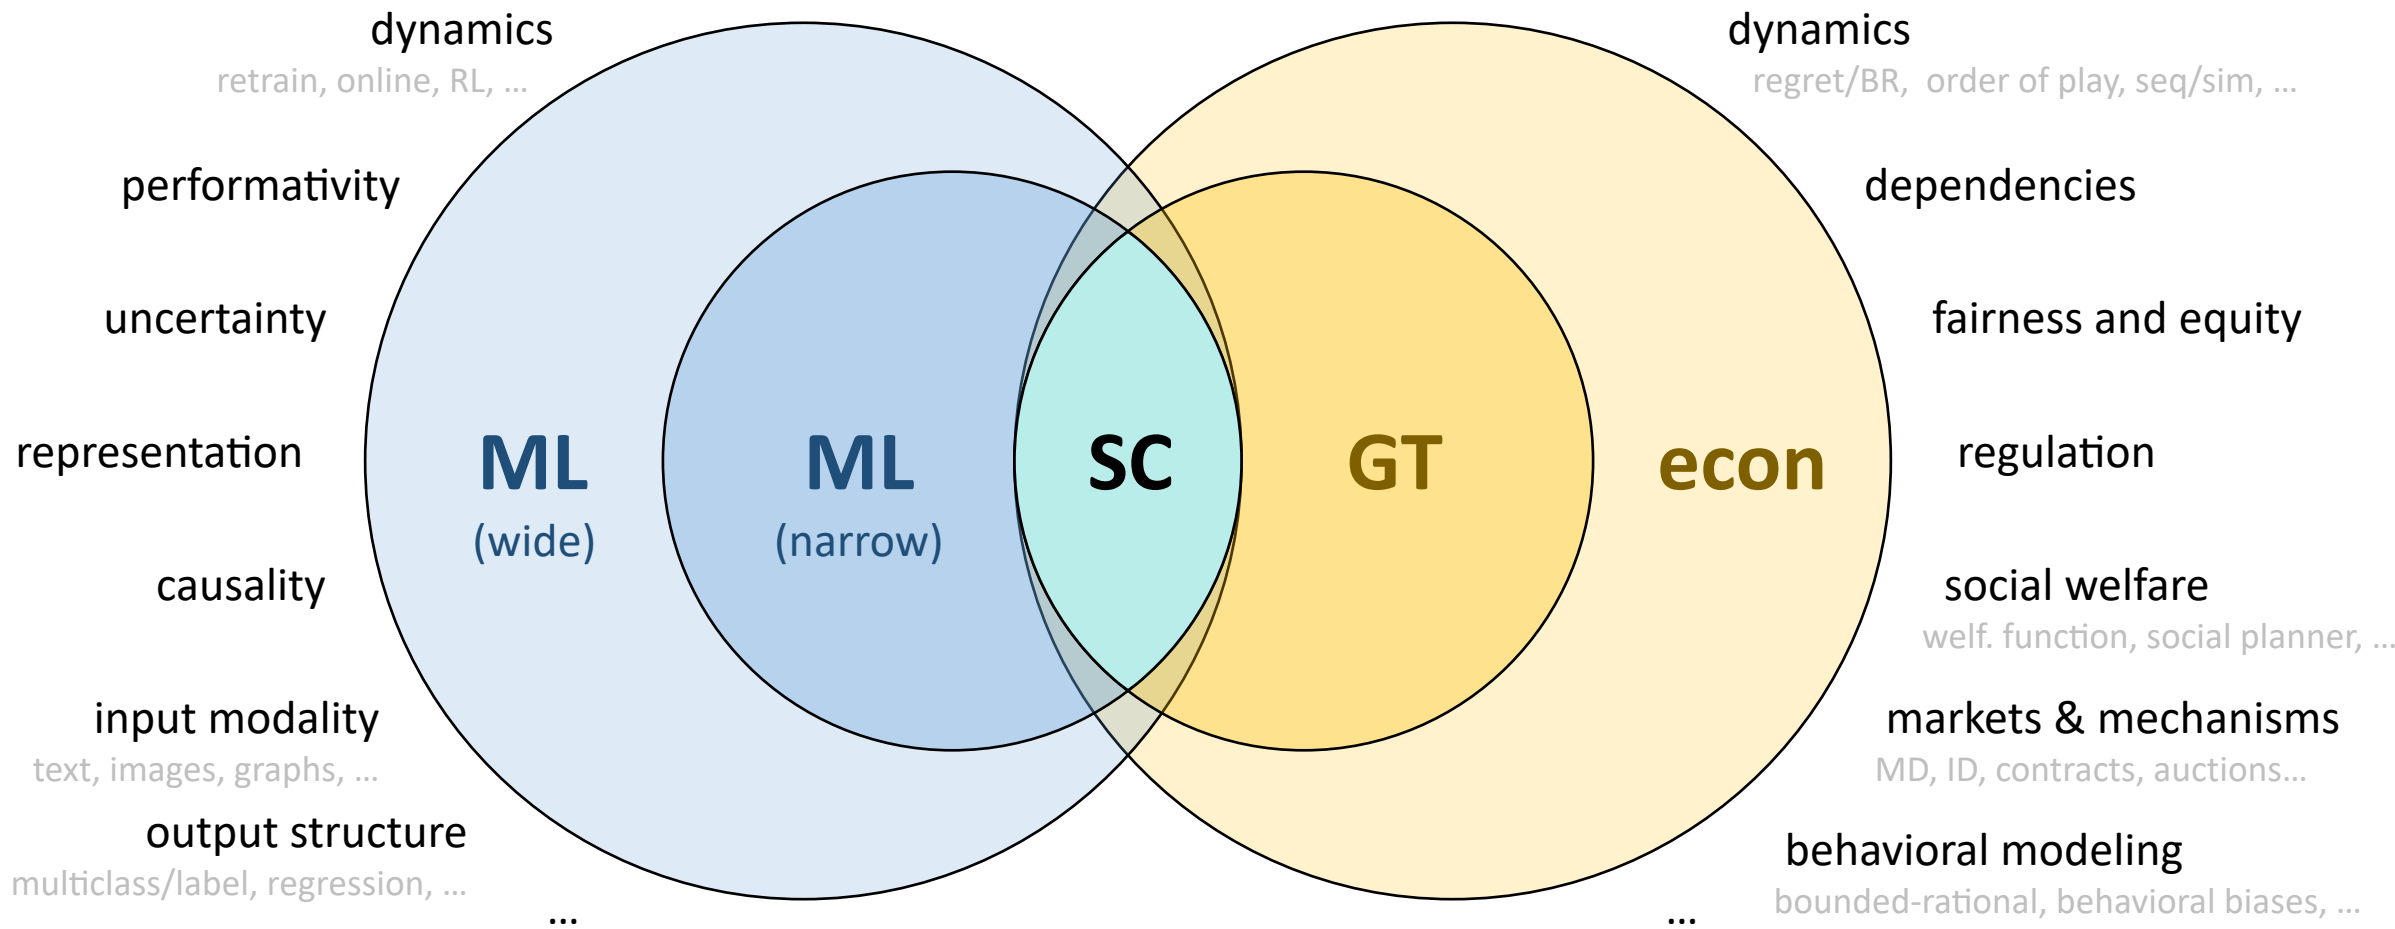 dynamics
retrain, online, RL, ...
performativity
uncertainty
representation
causality
input modality
text, images, graphs, ...
output structure
multiclass/label, regression, ...
...
ML
(wide)
ML
(narrow)
SC
GT
econ
dynamics
regret/BR, order of play, seq/sim, ...
dependencies
fairness and equity
regulation
social welfare
welf. function, social planner, ...
markets & mechanisms
MD, ID, contracts, auctions...
behavioral modeling
bounded-rational, behavioral biases, ...
...